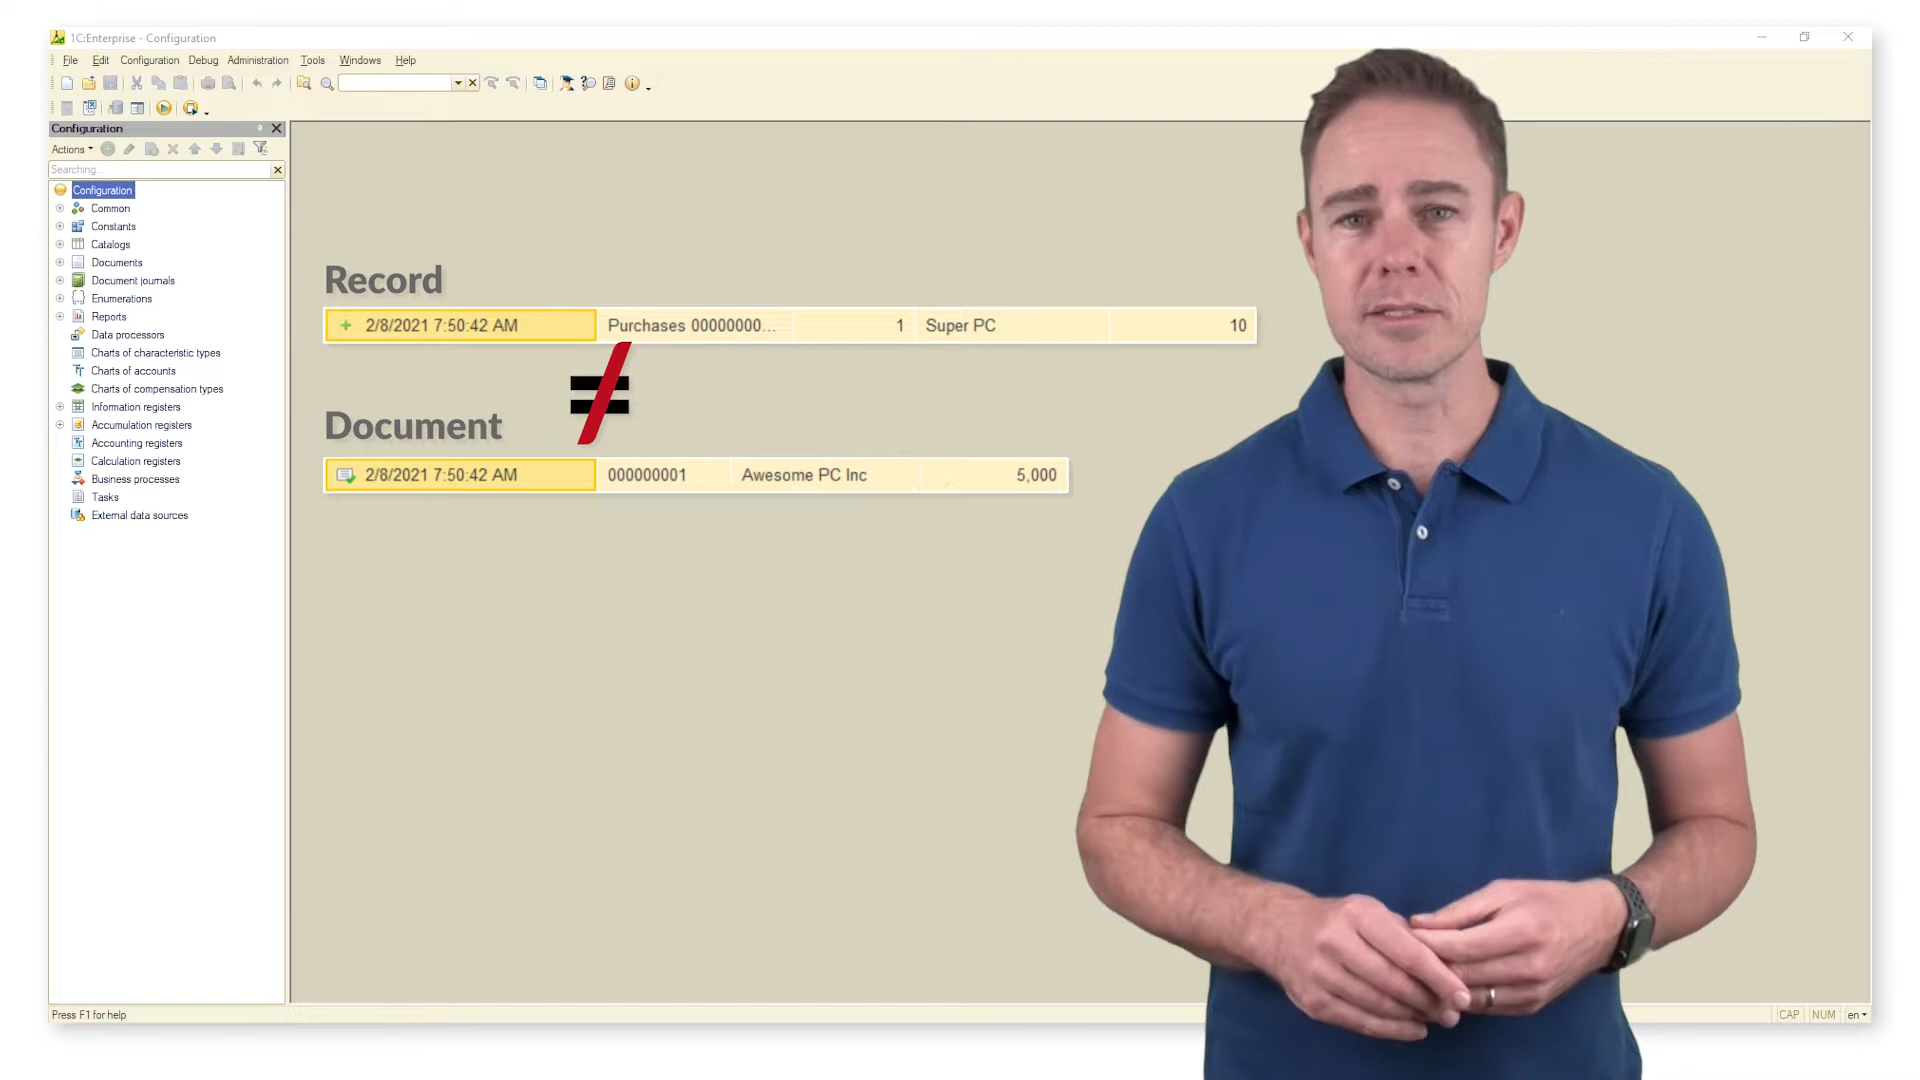 1C:Enterprise - Configuration
File Edit Configuration Debug Administration Tools Windows Help
Configuration
Actions
Searching...
Configuration
Common
Constants
Catalogs
Documents
Document journals
Enumerations
Reports
Data processors
Charts of characteristic types
Charts of accounts
Charts of compensation types
Information registers
Accumulation registers
Accounting registers
Calculation registers
Business processes
Tasks
External data sources
Record
2/8/2021 7:50:42 AM Purchases 00000000... 1 Super PC 10
≠
Document
2/8/2021 7:50:42 AM 000000001 Awesome PC Inc 5,000
Press F1 for help
CAP NUM en